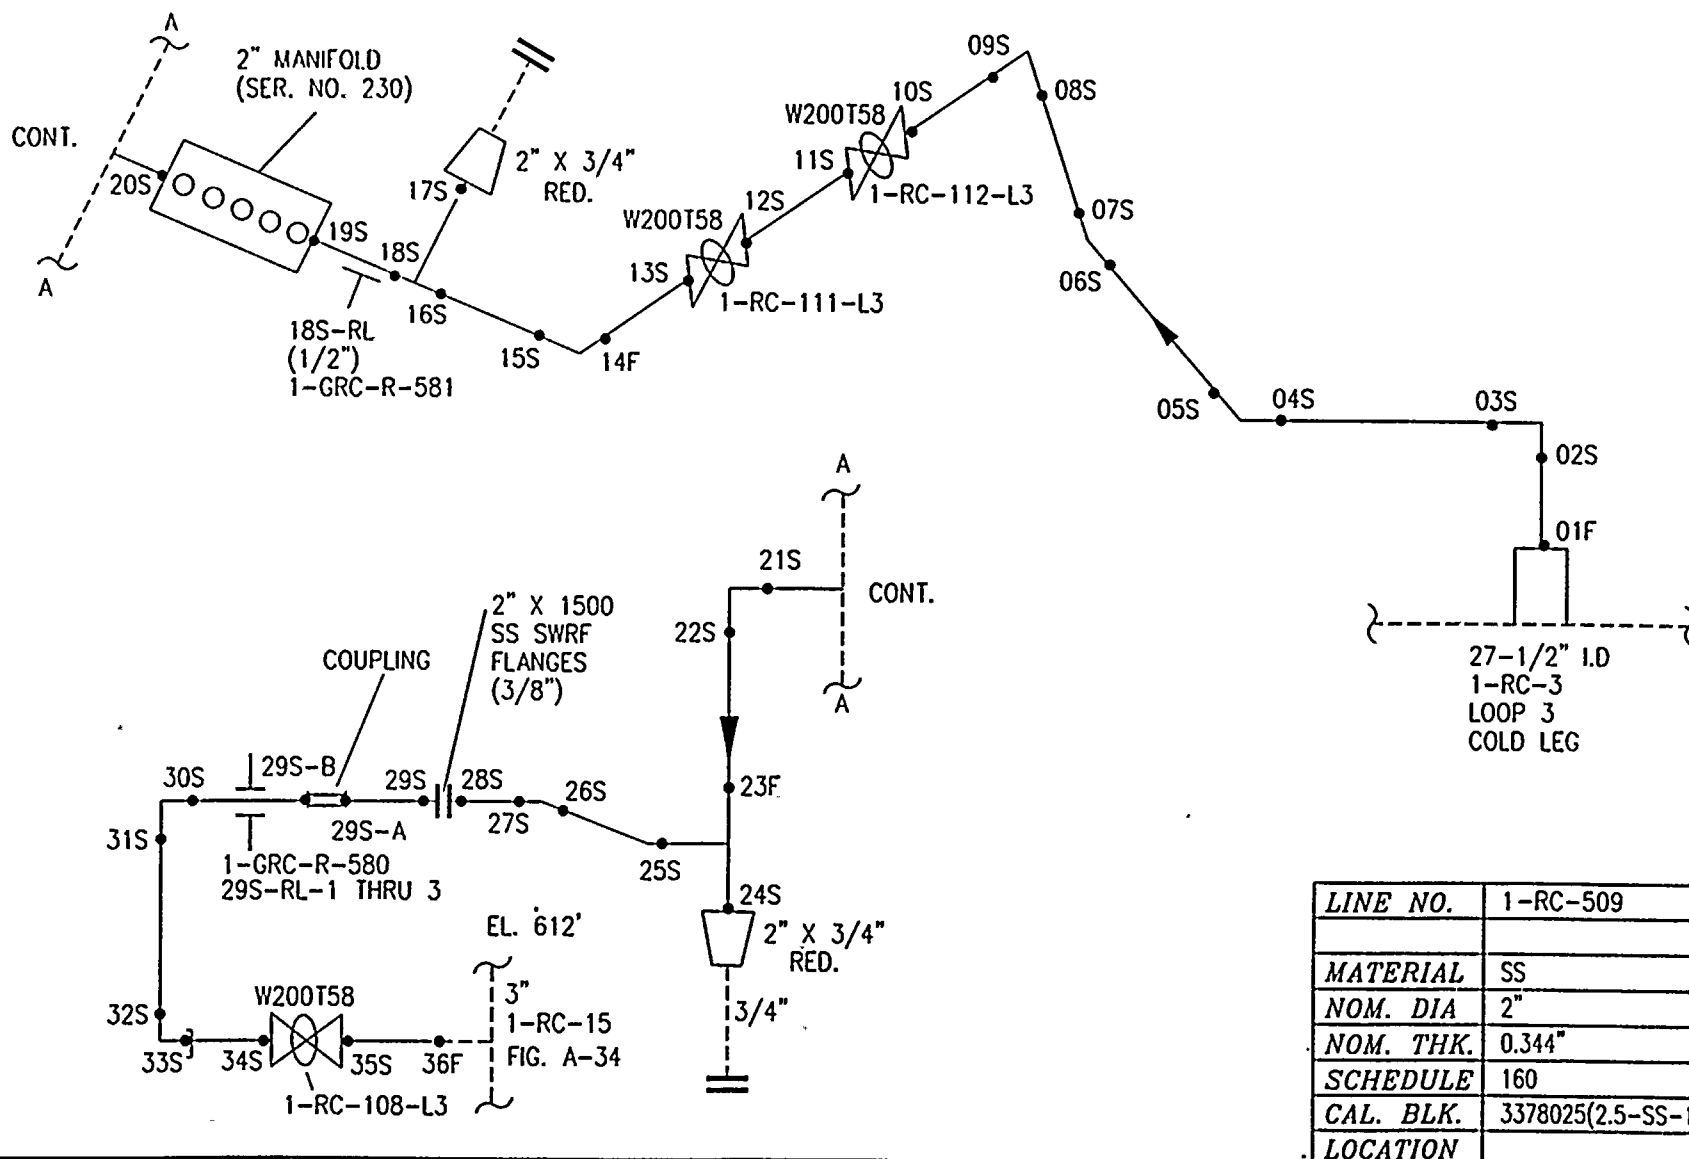 A
2" MANIFOLD
(SER. NO. 230)
CONT.
20S
19S
18S
A
18S-RL
(1/2")
1-GRC-R-581
17S
2" X 3/4"
RED.
16S
15S
14F
W200T58
13S
12S
1-RC-111-L3
W200T58
11S
10S
1-RC-112-L3
09S
08S
07S
06S
05S
04S
03S
02S
01F
27-1/2" I.D
1-RC-3
LOOP 3
COLD LEG
A
21S
CONT.
22S
A
2" X 1500
SS SWRF
FLANGES
(3/8")
COUPLING
30S
29S-B
29S
28S
26S
23F
27S
31S
29S-A
25S
1-GRC-R-580
29S-RL-1 THRU 3
24S
2" X 3/4"
RED.
3/4"
EL. 612'
W200T58
3"
1-RC-15
FIG. A-34
32S
33S
34S
35S
36F
1-RC-108-L3
LINE NO. 1-RC-509
MATERIAL SS
NOM. DIA 2"
NOM. THK. 0.344"
SCHEDULE 160
CAL. BLK. 3378025(2.5-SS-1
LOCATION